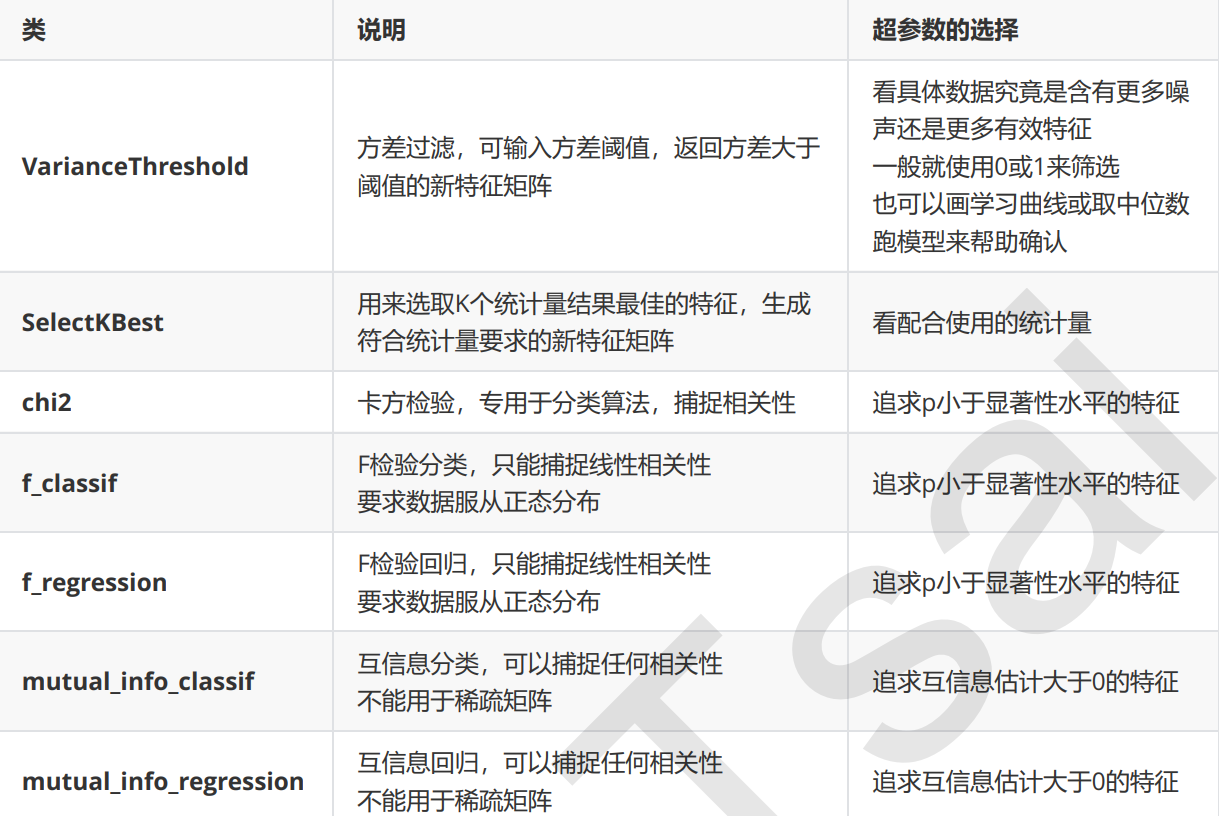 类
说明
超参数的选择
VarianceThreshold
方差过滤，可输入方差阈值，返回方差大于
阈值的新特征矩阵
看具体数据究竟是含有更多噪
声还是更多有效特征
一般就使用0或1来筛选
也可以画学习曲线或取中位数
跑模型来帮助确认
SelectKBest
用来选取K个统计量结果最佳的特征，生成
符合统计量要求的新特征矩阵
看配合使用的统计量
chi2
卡方检验，专用于分类算法，捕捉相关性
追求p小于显著性水平的特征
f_classif
F检验分类，只能捕捉线性相关性
要求数据服从正态分布
追求p小于显著性水平的特征
f_regression
F检验回归，只能捕捉线性相关性
要求数据服从正态分布
追求p小于显著性水平的特征
mutual_info_classif
互信息分类，可以捕捉任何相关性
不能用于稀疏矩阵
追求互信息估计大于0的特征
mutual_info_regression
互信息回归，可以捕捉任何相关性
不能用于稀疏矩阵
追求互信息估计大于0的特征
Tsai